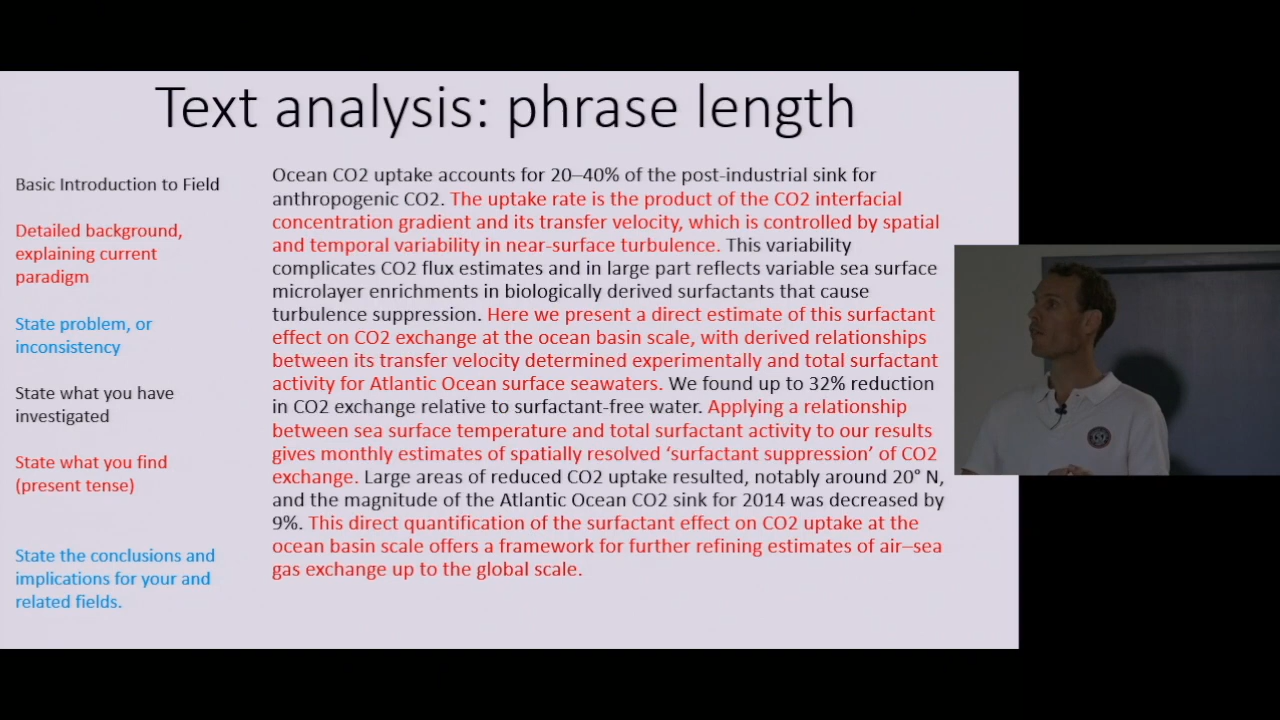 Text analysis: phrase length
Basic Introduction to Field
Detailed background,
explaining current
paradigm
State problem, or
inconsistency
State what you have
investigated
State what you find
(present tense)
State the conclusions and
implications for your and
related fields.
Ocean CO2 uptake accounts for 20–40% of the post-industrial sink for
anthropogenic CO2. The uptake rate is the product of the CO2 interfacial
concentration gradient and its transfer velocity, which is controlled by spatial
and temporal variability in near-surface turbulence. This variability
complicates CO2 flux estimates and in large part reflects variable sea surface
microlayer enrichments in biologically derived surfactants that cause
turbulence suppression. Here we present a direct estimate of this surfactant
effect on CO2 exchange at the ocean basin scale, with derived relationships
between its transfer velocity determined experimentally and total surfactant
activity for Atlantic Ocean surface seawaters. We found up to 32% reduction
in CO2 exchange relative to surfactant-free water. Applying a relationship
between sea surface temperature and total surfactant activity to our results
gives monthly estimates of spatially resolved ‘surfactant suppression’ of CO2
exchange. Large areas of reduced CO2 uptake resulted, notably around 20° N,
and the magnitude of the Atlantic Ocean CO2 sink for 2014 was decreased by
9%. This direct quantification of the surfactant effect on CO2 uptake at the
ocean basin scale offers a framework for further refining estimates of air–sea
gas exchange up to the global scale.